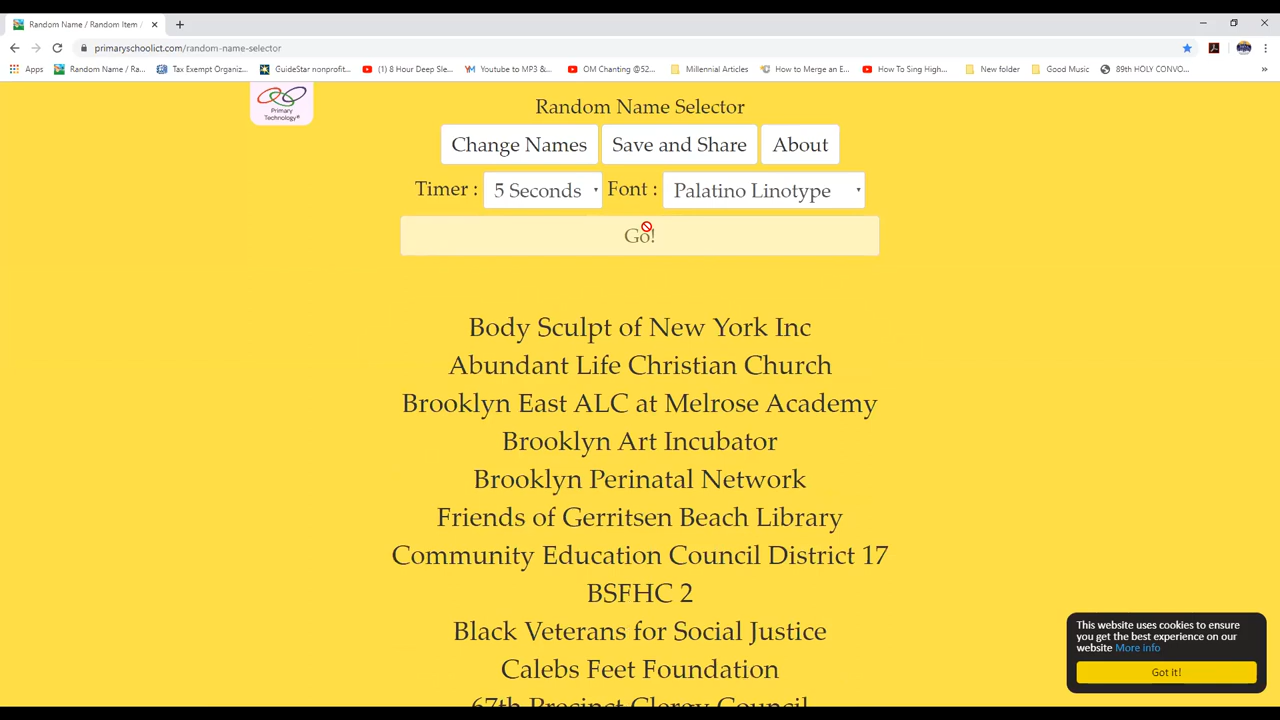 Random Name / Random Item /
primaryschoolict.com/random-name-selector
Apps
Random Name / Ra...
Tax Exempt Organiz...
GuideStar nonprofit...
(1) 8 Hour Deep Sle...
Youtube to MP3 &...
OM Chanting @52...
Millennial Articles
How to Merge an E...
How To Sing High...
New folder
Good Music
89th HOLY CONVO...
»
Primary
Technology®
Random Name Selector
Change Names
Save and Share
About
Timer : 5 Seconds Font : Palatino Linotype
Go!
Body Sculpt of New York Inc
Abundant Life Christian Church
Brooklyn East ALC at Melrose Academy
Brooklyn Art Incubator
Brooklyn Perinatal Network
Friends of Gerritsen Beach Library
Community Education Council District 17
BSFHC 2
Black Veterans for Social Justice
Calebs Feet Foundation
67th Precinct Clergy Council
This website uses cookies to ensure
you get the best experience on our
website More info
Got it!